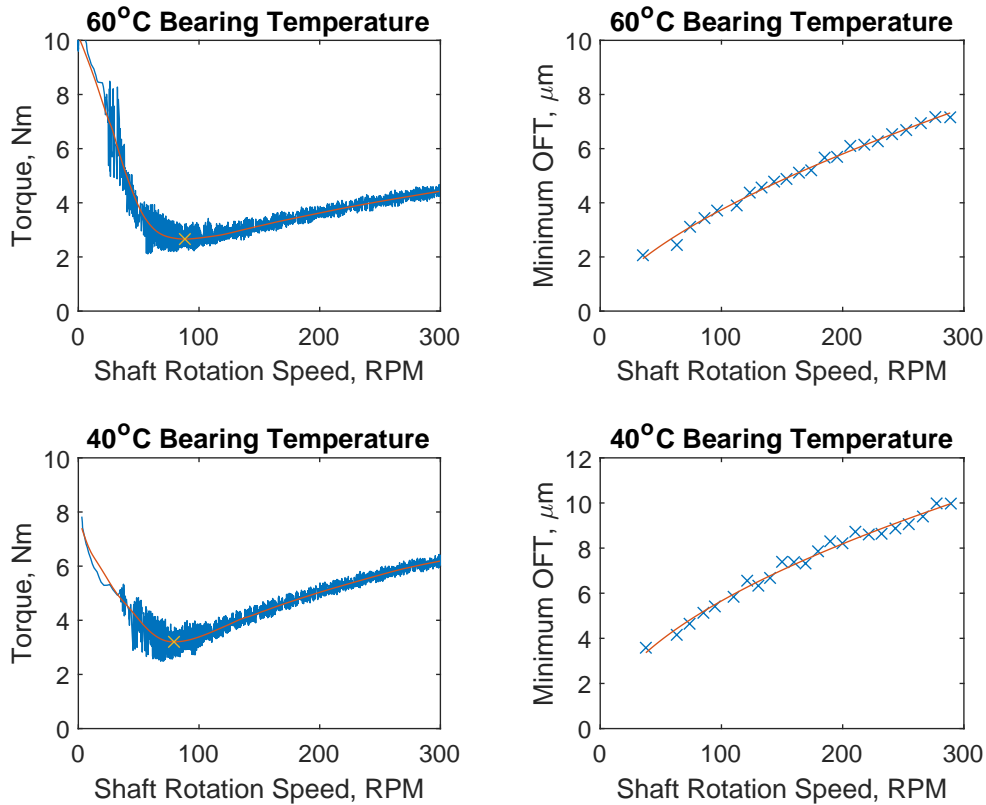 60°C Bearing Temperature
10
8
6
4
2
0
Torque, Nm
0 100 200 300
Shaft Rotation Speed, RPM
60°C Bearing Temperature
10
8
6
4
2
0
Minimum OFT, μm
0 100 200 300
Shaft Rotation Speed, RPM
40°C Bearing Temperature
10
8
6
4
2
0
Torque, Nm
0 100 200 300
Shaft Rotation Speed, RPM
40°C Bearing Temperature
12
10
8
6
4
2
0
Minimum OFT, μm
0 100 200 300
Shaft Rotation Speed, RPM